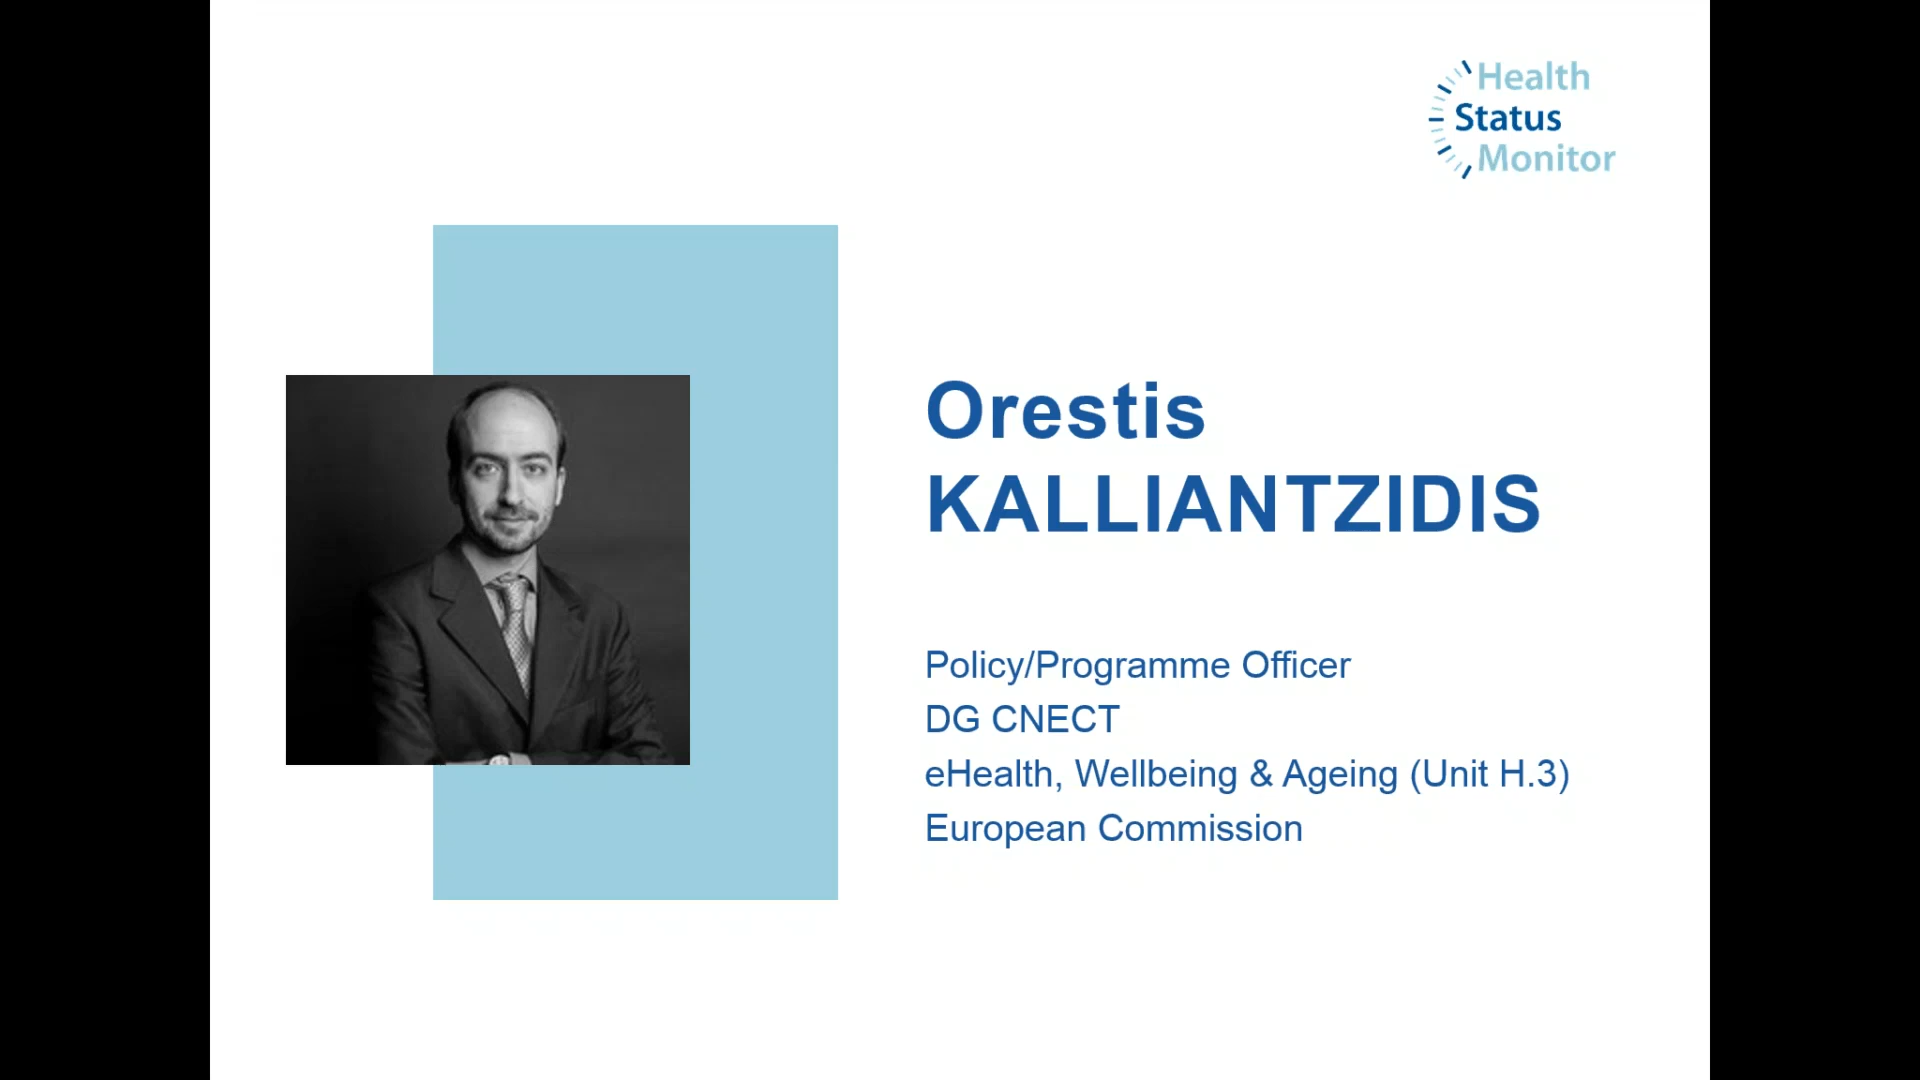 Health
Status
Monitor
Orestis
KALLIANTZIDIS
Policy/Programme Officer
DG CNECT
eHealth, Wellbeing & Ageing (Unit H.3)
European Commission